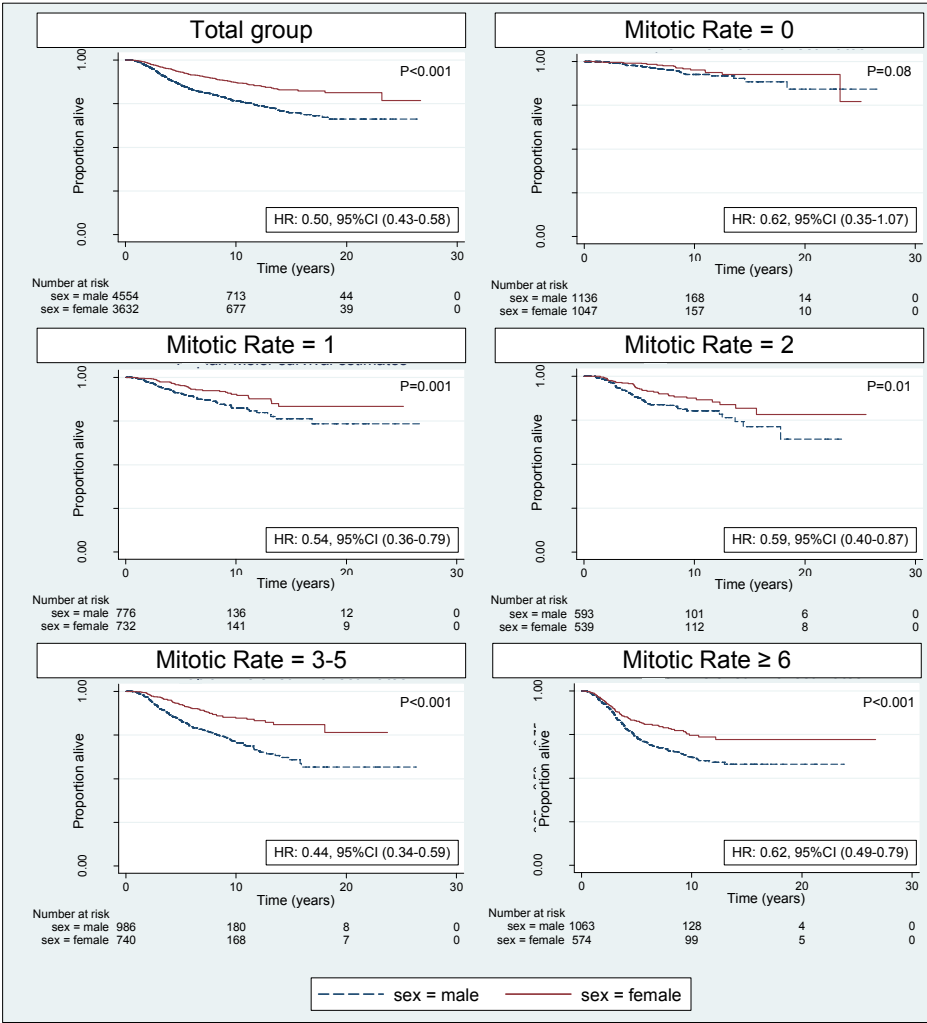 Total group
1.00
P<0.001
Proportion alive
HR: 0.50, 95%CI (0.43-0.58)
0.00
0 10 20 30
Time (years)
Number at risk
sex = male 4554 713 44 0
sex = female 3632 677 39 0
Mitotic Rate = 0
1.00
P=0.08
Proportion alive
HR: 0.62, 95%CI (0.35-1.07)
0.00
0 10 20 30
Time (years)
Number at risk
sex = male 1136 168 14 0
sex = female 1047 157 10 0
Mitotic Rate = 1
1.00
P=0.001
Proportion alive
HR: 0.54, 95%CI (0.36-0.79)
0.00
0 10 20 30
Time (years)
Number at risk
sex = male 776 136 12 0
sex = female 732 141 9 0
Mitotic Rate = 2
1.00
P=0.01
Proportion alive
HR: 0.59, 95%CI (0.40-0.87)
0.00
0 10 20 30
Time (years)
Number at risk
sex = male 593 101 6 0
sex = female 539 112 8 0
Mitotic Rate = 3-5
1.00
P<0.001
Proportion alive
HR: 0.44, 95%CI (0.34-0.59)
0.00
0 10 20 30
Time (years)
Number at risk
sex = male 986 180 8 0
sex = female 740 168 7 0
Mitotic Rate ≥ 6
1.00
P<0.001
Proportion alive
HR: 0.62, 95%CI (0.49-0.79)
0.00
0 10 20 30
Time (years)
Number at risk
sex = male 1063 128 4 0
sex = female 574 99 5 0
sex = male sex = female